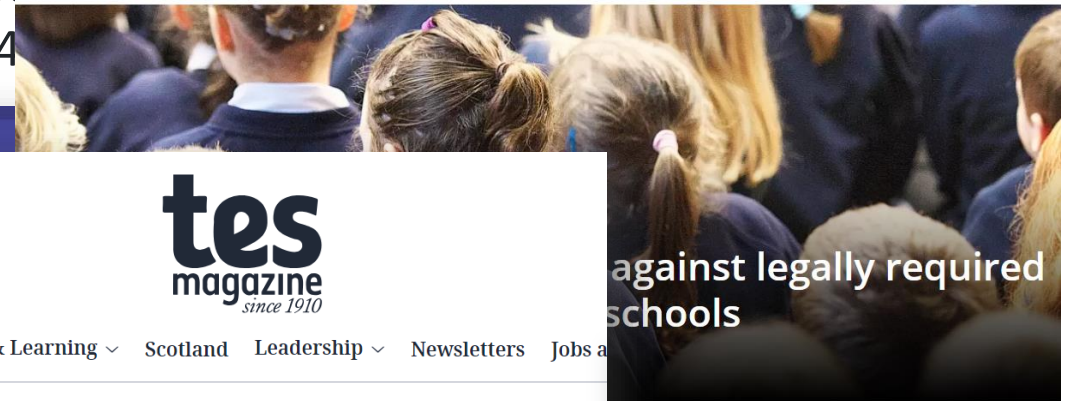 4
tes
magazine
since 1910
& Learning
Scotland
Leadership
Newsletters
Jobs a
against legally required
schools